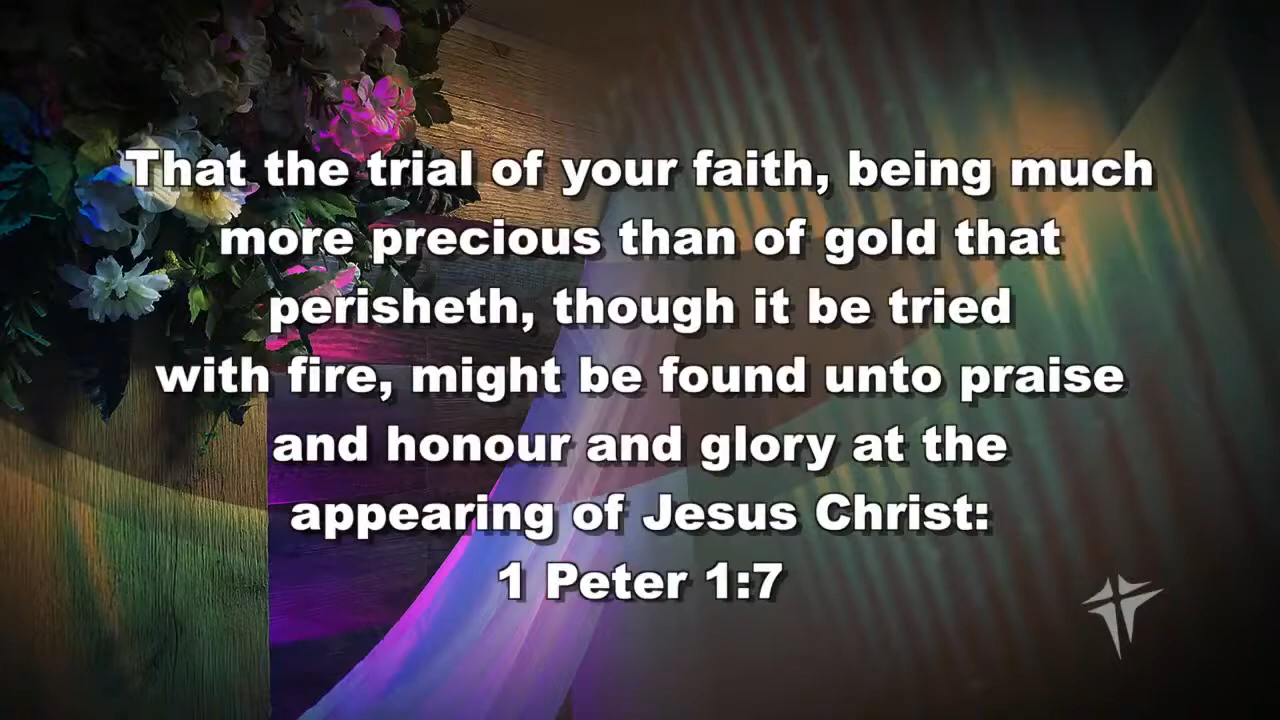 That the trial of your faith, being much
more precious than of gold that
perisheth, though it be tried
with fire, might be found unto praise
and honour and glory at the
appearing of Jesus Christ:
1 Peter 1:7